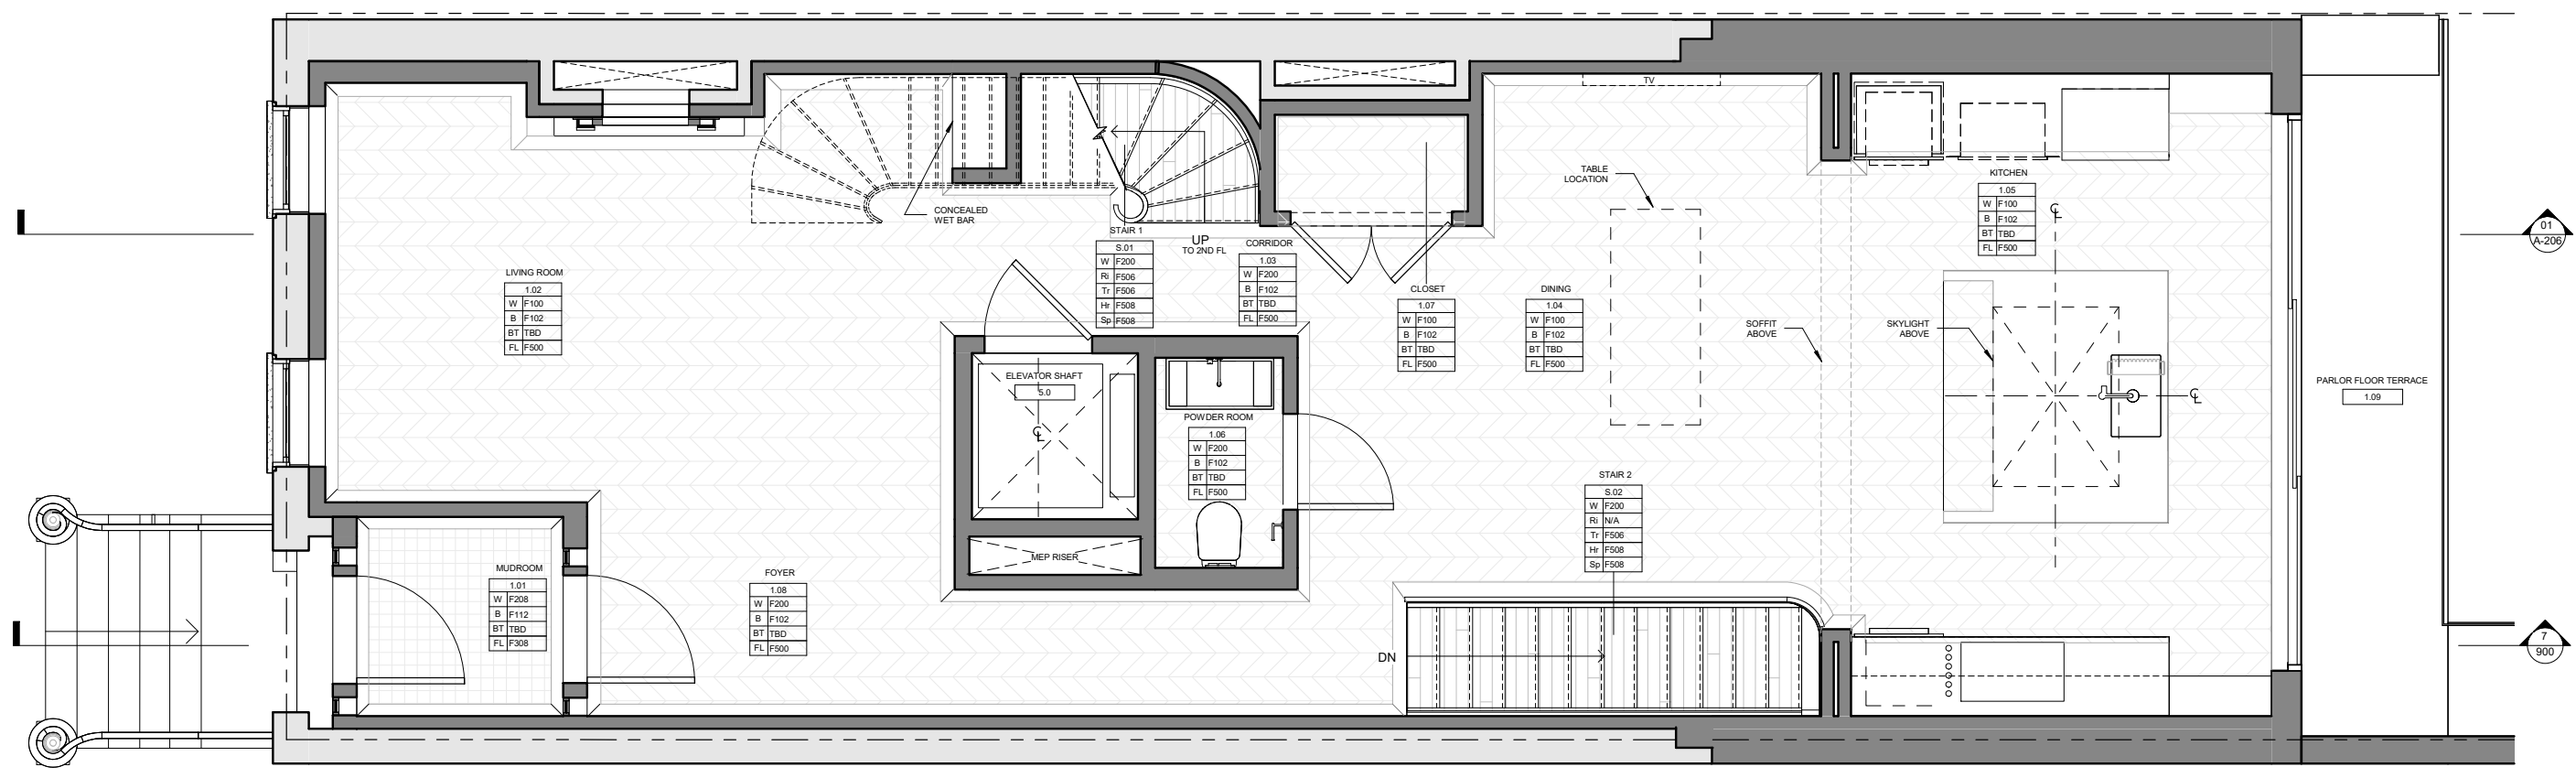 TV
TABLE
LOCATION
KITCHEN
1.05
W F100
B F102
BT TBD
FL F500
℄
CONCEALED
WET BAR
STAIR 1
S.01
W F200
Ri F506
Tr F506
Hr F508
Sp F508
UP
TO 2ND FL
CORRIDOR
1.03
W F200
B F102
BT TBD
FL F500
01
A-206
LIVING ROOM
1.02
W F100
B F102
BT TBD
FL F500
CLOSET
1.07
W F100
B F102
BT TBD
FL F500
DINING
1.04
W F100
B F102
BT TBD
FL F500
SOFFIT
ABOVE
SKYLIGHT
ABOVE
ELEVATOR SHAFT
5.0
℄
POWDER ROOM
1.06
W F200
B F102
BT TBD
FL F500
℄
PARLOR FLOOR TERRACE
1.09
STAIR 2
S.02
W F200
Ri N/A
Tr F506
Hr F508
Sp F508
MEP RISER
MUDROOM
1.01
W F208
B F112
BT TBD
FL F308
FOYER
1.08
W F200
B F102
BT TBD
FL F500
DN
7
900